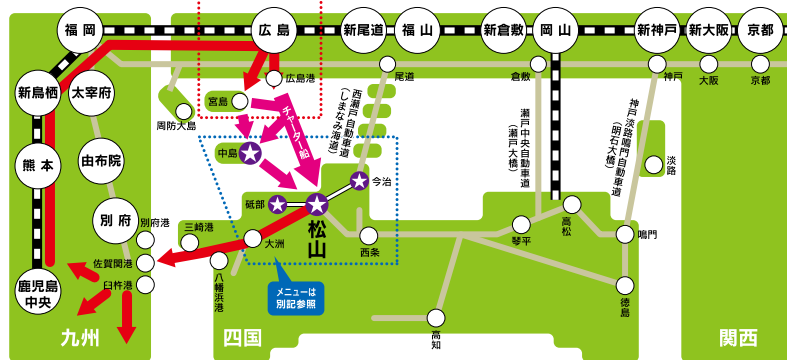 福岡
広島
新尾道
福山
新倉敷
岡山
新神戸
新大阪
京都
広島港
尾道
倉敷
神戸
大阪
京都
新鳥栖
太宰府
周防大島
宮島
チャーター船
西瀬戸自動車道
(しまなみ海道)
瀬戸中央自動車道
(瀬戸大橋)
神戸淡路鳴門自動車道
(明石大橋)
淡路
熊本
由布院
中島
今治
砥部
松山
別府
別府港
三崎港
大洲
西条
琴平
高松
鳴門
佐賀関港
臼杵港
八幡浜港
鹿児島
中央
メニューは
別記参照
徳島
高知
九州
四国
関西